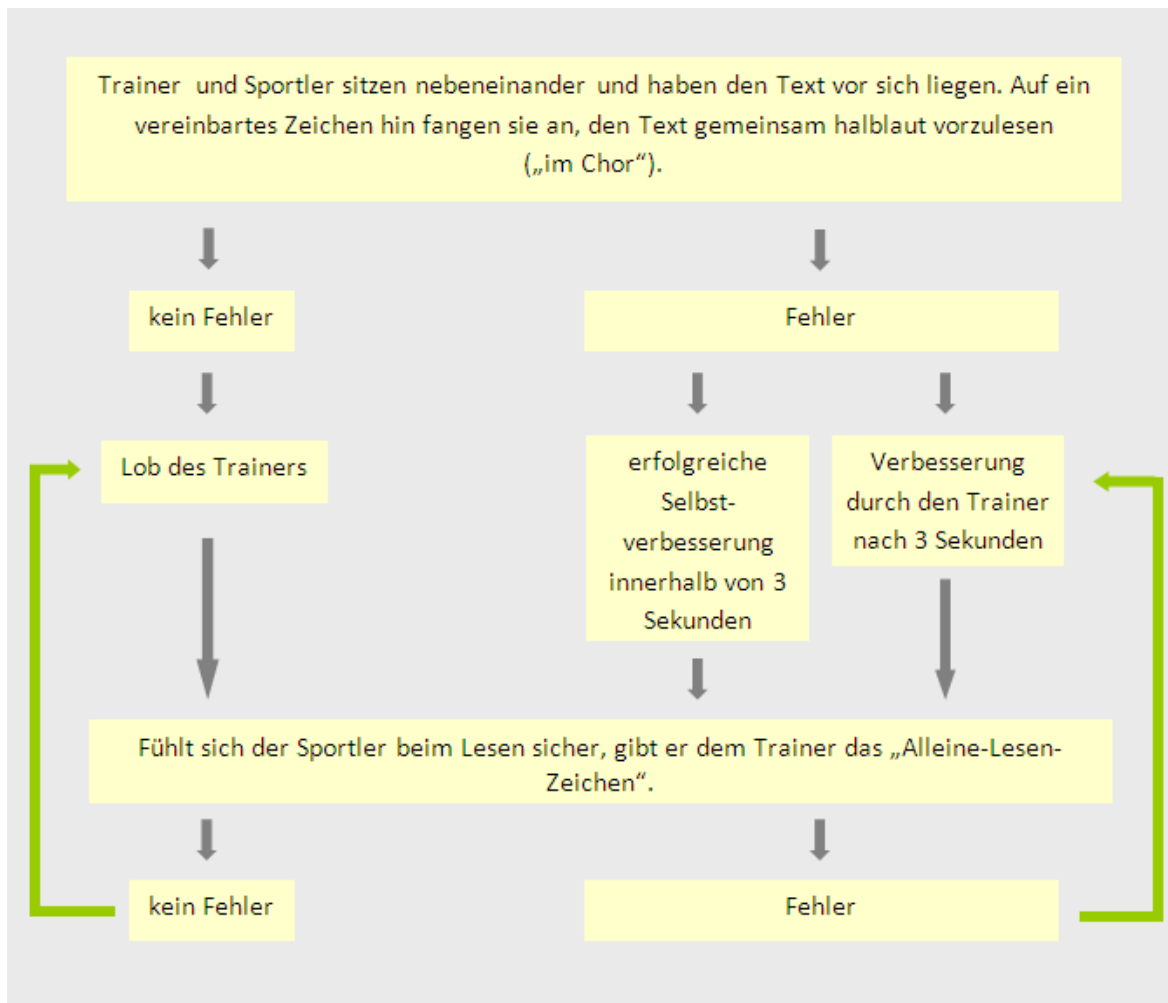 Trainer und Sportler sitzen nebeneinander und haben den Text vor sich liegen. Auf ein
vereinbartes Zeichen hin fangen sie an, den Text gemeinsam halblaut vorzulesen
(„im Chor“).
kein Fehler
Fehler
Lob des Trainers
erfolgreiche
Selbst-
verbesserung
innerhalb von 3
Sekunden
Verbesserung
durch den Trainer
nach 3 Sekunden
Fühlt sich der Sportler beim Lesen sicher, gibt er dem Trainer das „Alleine-Lesen-
Zeichen“.
kein Fehler
Fehler